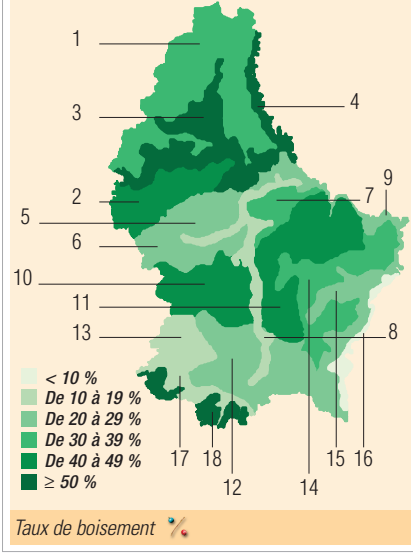 1
3
4
2
5
6
7
9
10
11
13
8
< 10 %
De 10 à 19 %
De 20 à 29 %
De 30 à 39 %
De 40 à 49 %
≥ 50 %
17
18
12
14
15
16
Taux de boisement %